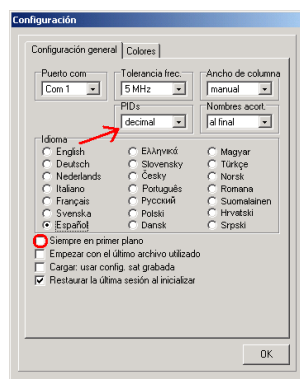 Configuración
Configuración general Colores
Puerto com Tolerancia frec. Ancho de columna
Com 1 5 MHz manual
PIDs Nombres acort.
decimal al final
Idioma
English Ελληνικά Magyar
Deutsch Slovensky Türkçe
Nederlands Česky Norsk
Italiano Português Romana
Français Русский Suomalainen
Svenska Polski Hrvatski
Español Dansk Srpski
Siempre en primer plano
Empezar con el último archivo utilizado
Cargar: usar config. sat grabada
Restaurar la última sesión al inicializar
OK